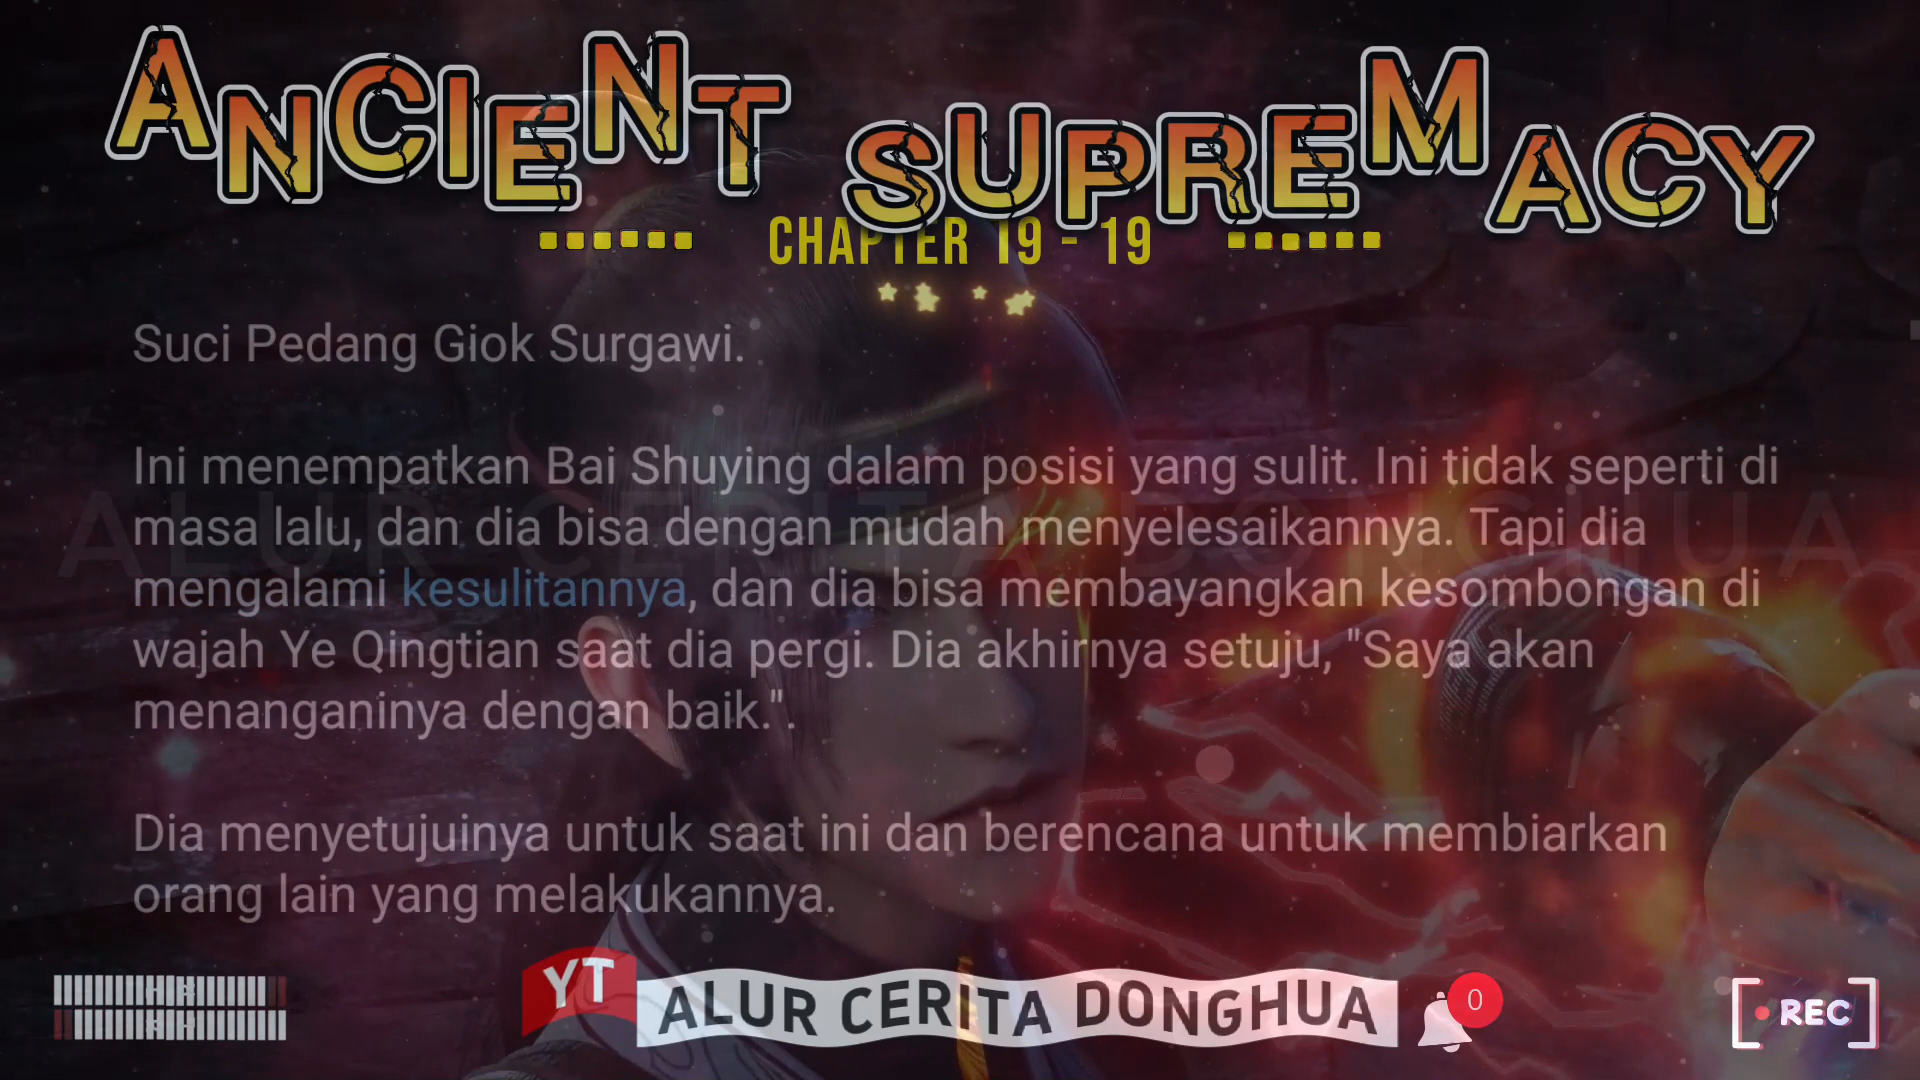 ANCIENT SUPREMACY
CHAPTER 19 - 19
Suci Pedang Giok Surgawi.
Ini menempatkan Bai Shuying dalam posisi yang sulit. Ini tidak seperti di
masa lalu, dan dia bisa dengan mudah menyelesaikannya. Tapi dia
mengalami kesulitannya, dan dia bisa membayangkan kesombongan di
wajah Ye Qingtian saat dia pergi. Dia akhirnya setuju, "Saya akan
menanganinya dengan baik.".
Dia menyetujuinya untuk saat ini dan berencana untuk membiarkan
orang lain yang melakukannya.
ALUR CERITA DONGHUA
YT ALUR CERITA DONGHUA 0
REC